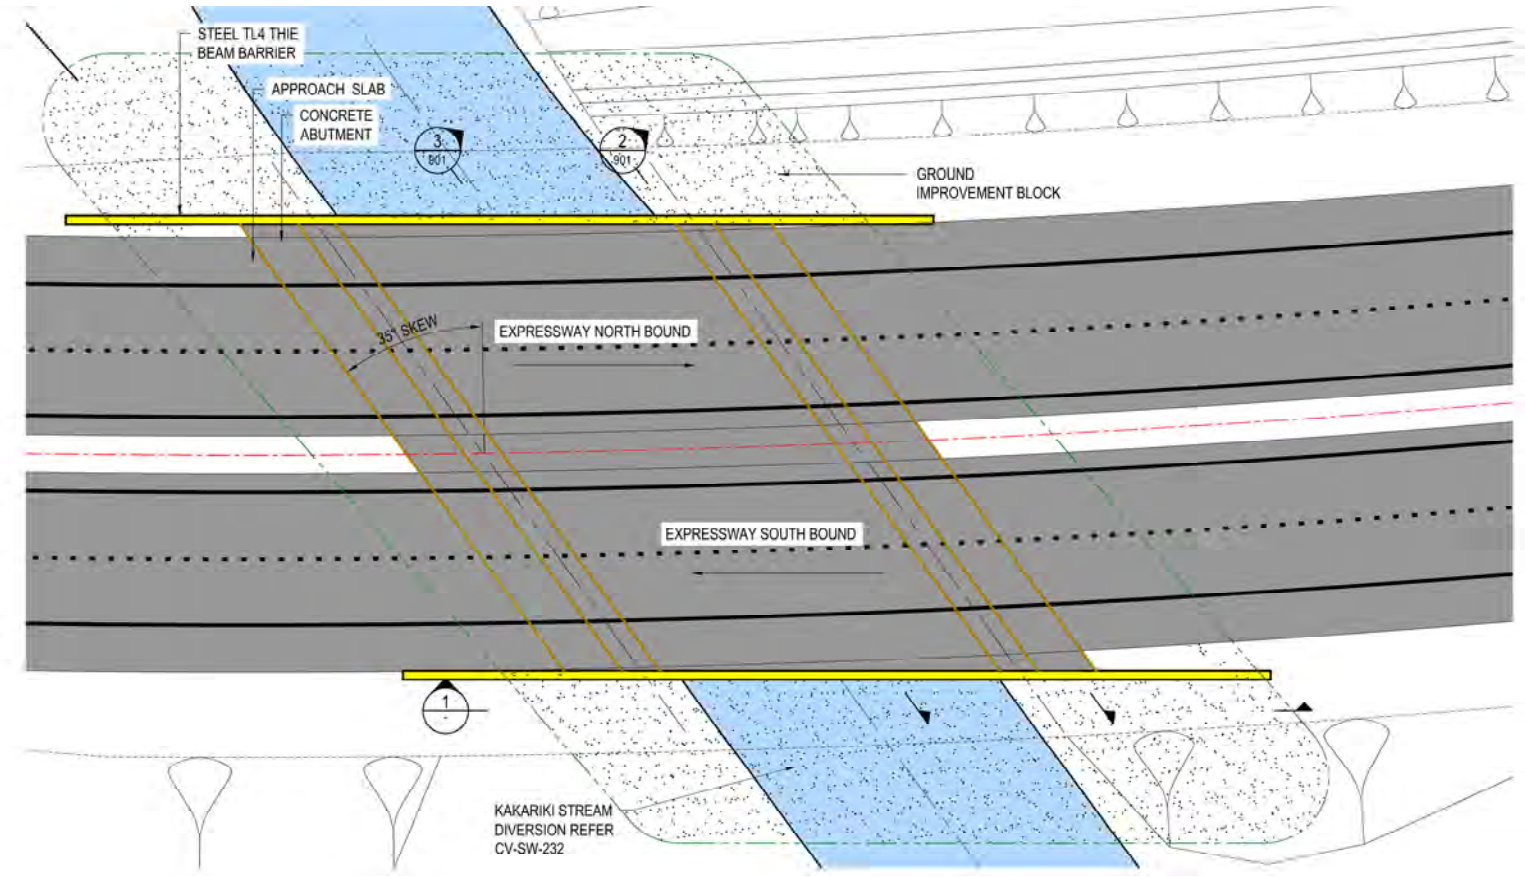 STEEL TL4 THIE
BEAM BARRIER
APPROACH SLAB
CONCRETE
ABUTMENT
3
901
2
901
GROUND
IMPROVEMENT BLOCK
35° SKEW
EXPRESSWAY NORTH BOUND
EXPRESSWAY SOUTH BOUND
1
-
KAKARIKI STREAM
DIVERSION REFER
CV-SW-232